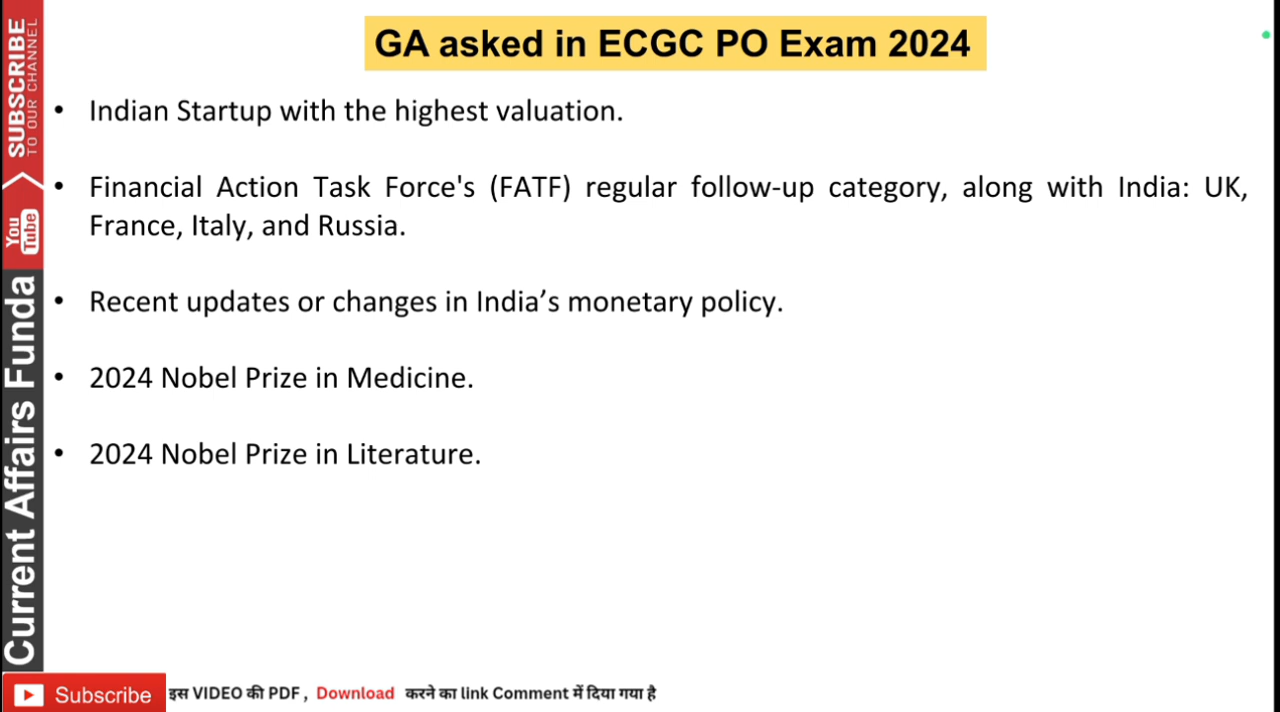 GA asked in ECGC PO Exam 2024
• Indian Startup with the highest valuation.
• Financial Action Task Force's (FATF) regular follow-up category, along with India: UK,
France, Italy, and Russia.
• Recent updates or changes in India’s monetary policy.
• 2024 Nobel Prize in Medicine.
• 2024 Nobel Prize in Literature.
SUBSCRIBE
TO OUR CHANNEL
You
Tube
Current Affairs Funda
Subscribe
इस VIDEO की PDF , Download करने का link Comment में दिया गया है